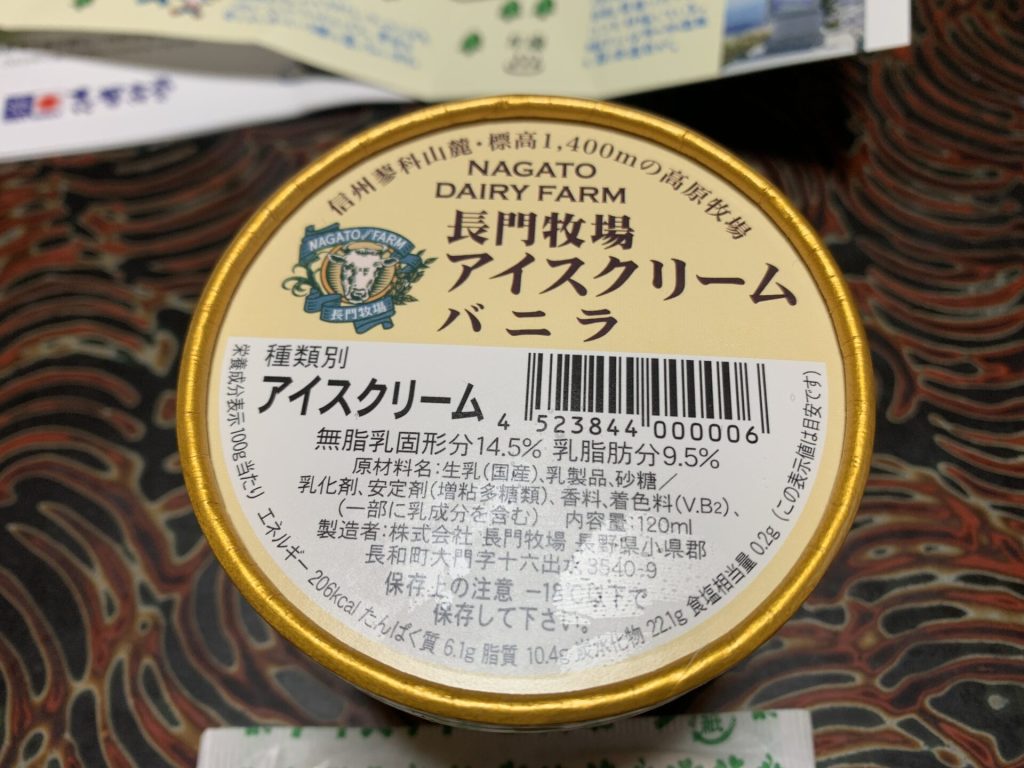 信州 蓼科山麓・標高1,400mの高原牧場
NAGATO
DAIRY FARM
長門牧場
アイスクリーム
バニラ
NAGATO FARM
長門牧場
種類別
アイスクリーム
4 523844 000006
無脂乳固形分14.5% 乳脂肪分9.5%
原材料名:生乳(国産)、乳製品、砂糖/
乳化剤、安定剤(増粘多糖類)、香料、着色料(V.B2)、
(一部に乳成分を含む) 内容量:120ml
製造者:株式会社 長門牧場 長野県小県郡
長和町大門字十六出水3540-9
保存上の注意 -18℃以下で
保存して下さい。
栄養成分表示 100g当たり エネルギー 206kcal たんぱく質 6.1g 脂質 10.4g 炭水化物 22.1g 食塩相当量 0.2g (この表示値は目安です)
紙